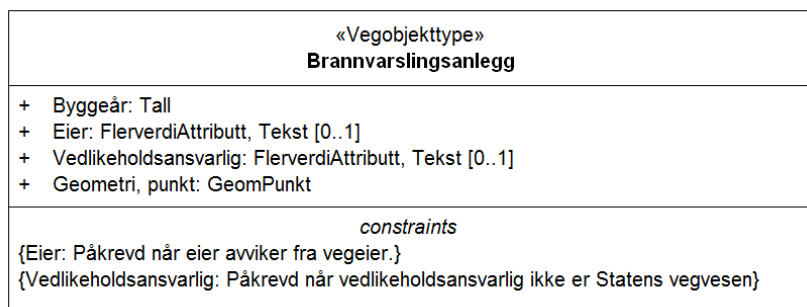 «Vegobjekttype»
Brannvarslingsanlegg
+ Byggeår: Tall
+ Eier: FlerverdiAttributt, Tekst [0..1]
+ Vedlikeholdsansvarlig: FlerverdiAttributt, Tekst [0..1]
+ Geometri, punkt: GeomPunkt
constraints
{Eier: Påkrevd når eier avviker fra vegeier.}
{Vedlikeholdsansvarlig: Påkrevd når vedlikeholdsansvarlig ikke er Statens vegvesen}